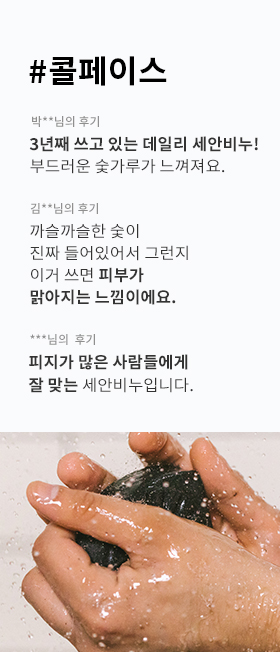 #콜페이스
박**님의 후기
3년째 쓰고 있는 데일리 세안비누!
부드러운 숯가루가 느껴져요.
김**님의 후기
까슬까슬한 숯이
진짜 들어있어서 그런지
이거 쓰면 피부가
맑아지는 느낌이에요.
***님의 후기
피지가 많은 사람들에게
잘 맞는 세안비누입니다.